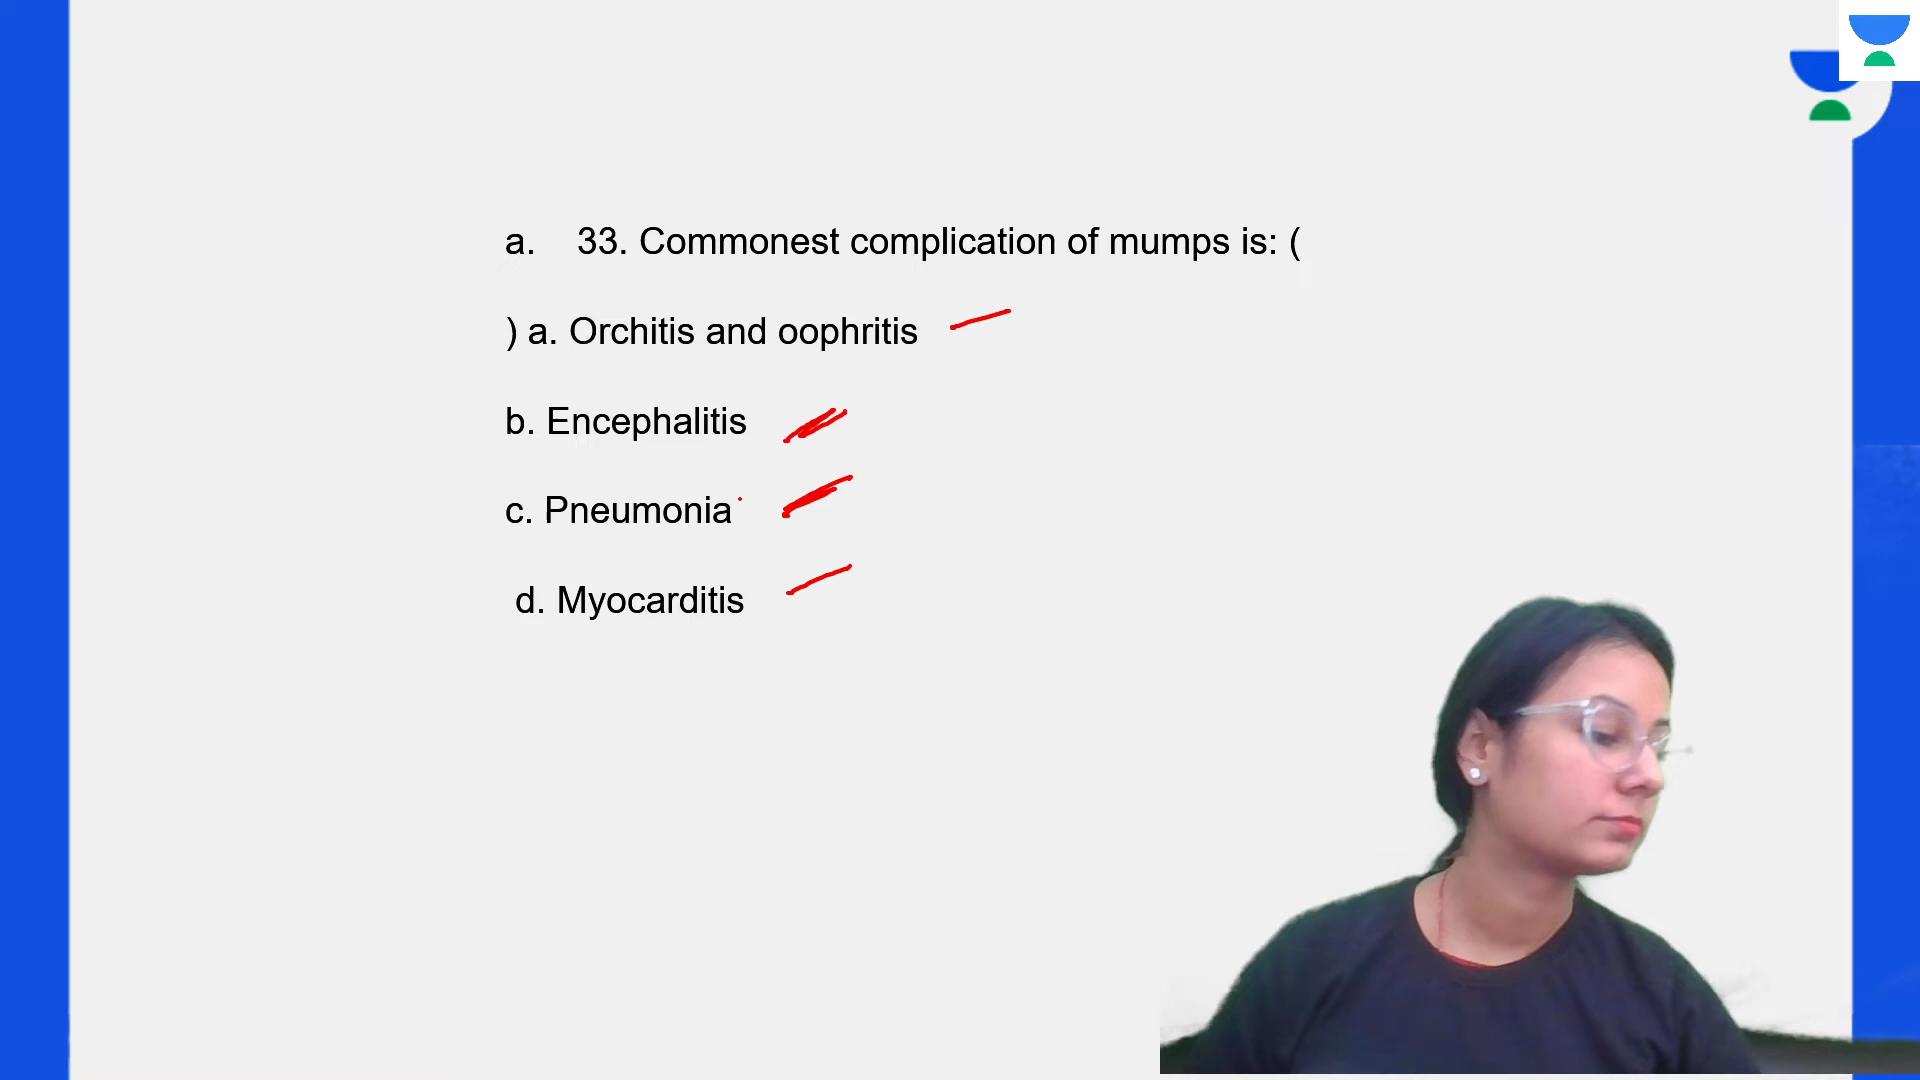 a. 33. Commonest complication of mumps is: (
) a. Orchitis and oophritis
b. Encephalitis
c. Pneumonia
d. Myocarditis